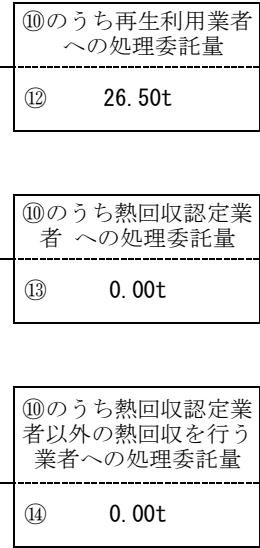 ⑩のうち再生利用業者
への処理委託量
⑫ 26.50t
⑩のうち熱回収認定業
者 への処理委託量
⑬ 0.00t
⑩のうち熱回収認定業
者以外の熱回収を行う
業者への処理委託量
⑭ 0.00t